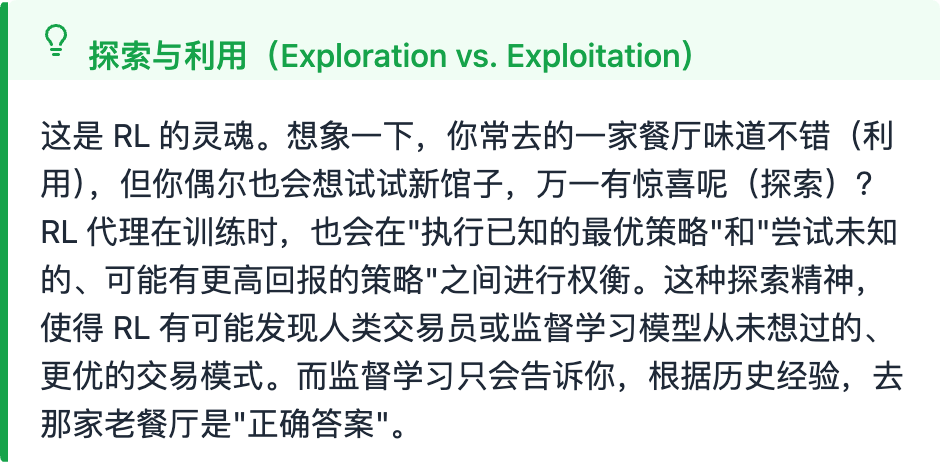 探索与利用（Exploration vs. Exploitation）
这是 RL 的灵魂。想象一下，你常去的一家餐厅味道不错（利
用），但你偶尔也会想试试新馆子，万一有惊喜呢（探索）？
RL 代理在训练时，也会在"执行已知的最优策略"和"尝试未知
的、可能有更高回报的策略"之间进行权衡。这种探索精神，
使得 RL 有可能发现人类交易员或监督学习模型从未想过的、
更优的交易模式。而监督学习只会告诉你，根据历史经验，去
那家老餐厅是"正确答案"。